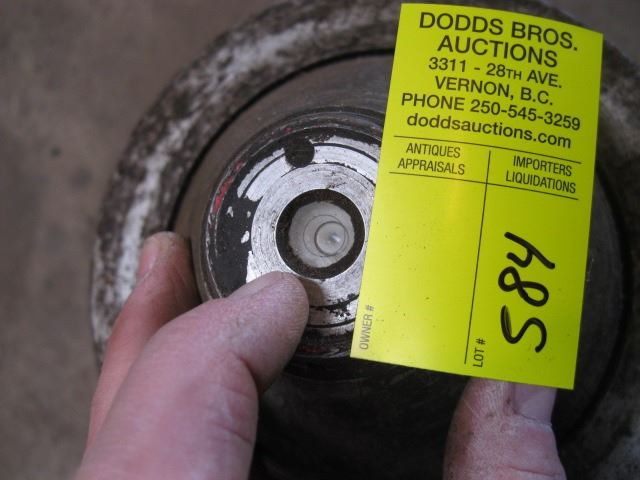 DODDS BROS.
AUCTIONS
3311 - 28TH AVE.
VERNON, B.C.
PHONE 250-545-3259
doddsauctions.com
ANTIQUES
APPRAISALS
IMPORTERS
LIQUIDATIONS
OWNER #
LOT #
584